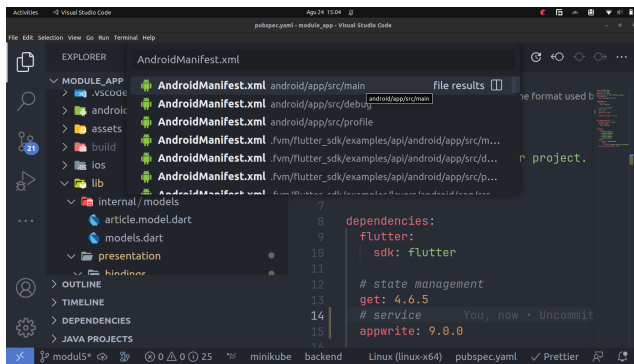 Activities Visual Studio Code Agu 24 15:04
pubspec.yaml - module_app - Visual Studio Code
File Edit Selection View Go Run Terminal Help
EXPLORER
AndroidManifest.xml
MODULE_APP
AndroidManifest.xml android/app/src/main file results
.vscode
AndroidManifest.xml android/app/src/debug
android/app/src/main
he format used b
AndroidManifest.xml android/app/src/profile
assets
AndroidManifest.xml .fvm/flutter_sdk/examples/api/android/app/src/m...
build
21
AndroidManifest.xml .fvm/flutter_sdk/examples/api/android/app/src/d...
r project.
ios
AndroidManifest.xml .fvm/flutter_sdk/examples/api/android/app/src/p...
lib
internal/models
7
article.model.dart
8 dependencies:
models.dart
9 flutter:
10 sdk: flutter
presentation
11
bindings
OUTLINE
12 # state management
TIMELINE
13 get: 4.6.5
DEPENDENCIES
14 # service You, now • Uncommit
JAVA PROJECTS
15 appwrite: 9.0.0
modul5* 0 0 25 minikube backend Linux (linux-x64) pubspec.yaml Prettier